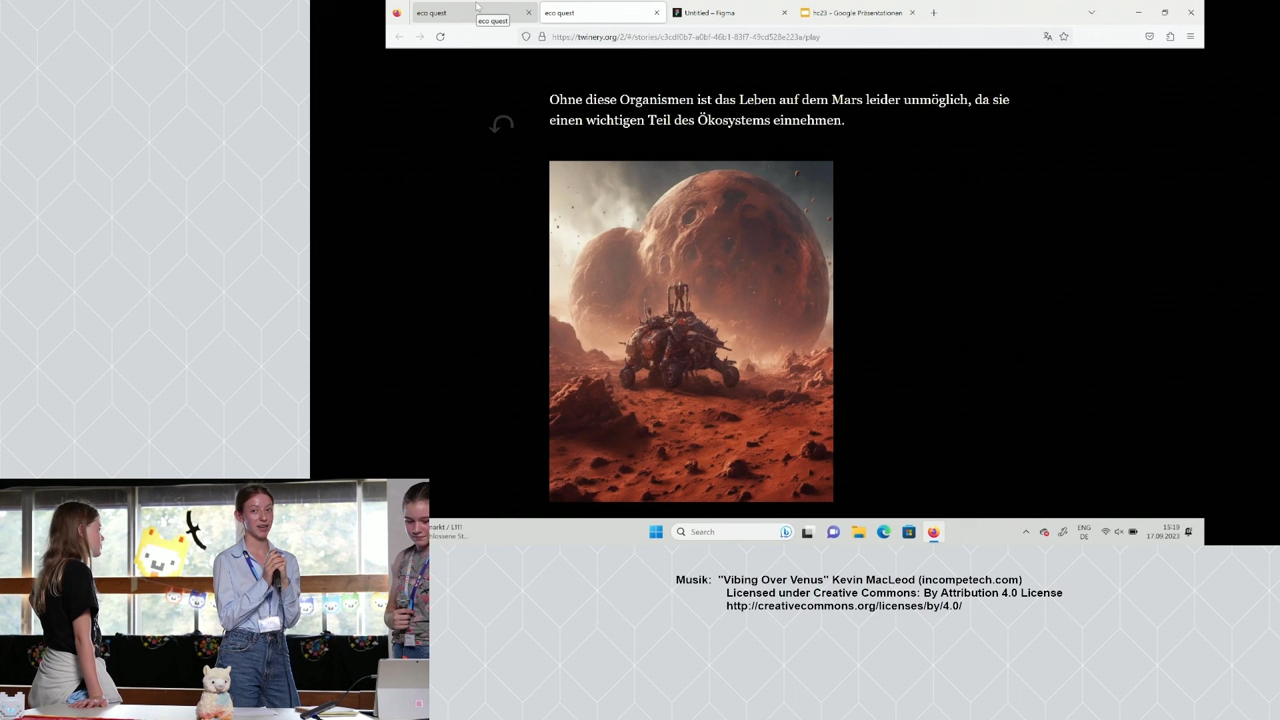 eco quest
eco quest
Untitled – Figma
hc23 - Google Präsentationen
eco quest
https://twinery.org/2/#/stories/c3cdf0b7-a0bf-46b1-83f7-49cd528e223a/play
Ohne diese Organismen ist das Leben auf dem Mars leider unmöglich, da sie
einen wichtigen Teil des Ökosystems einnehmen.
Search
ENG
DE
15:19
17.09.2023
Musik: "Vibing Over Venus" Kevin MacLeod (incompetech.com)
Licensed under Creative Commons: By Attribution 4.0 License
http://creativecommons.org/licenses/by/4.0/